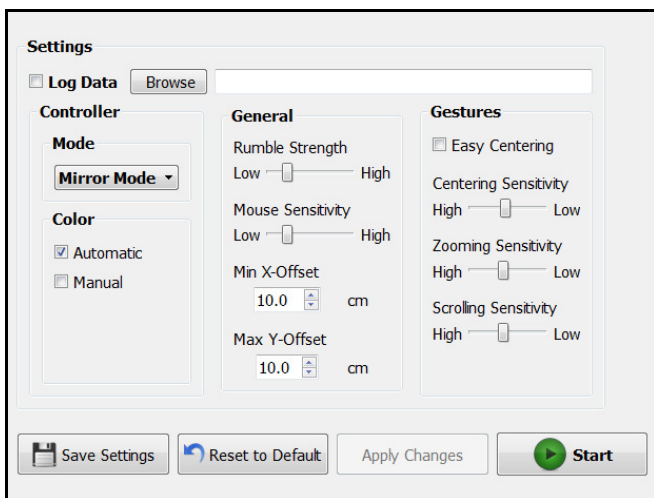 Settings
Log Data Browse
Controller
Mode
Mirror Mode
Color
Automatic
Manual
General
Rumble Strength
Low High
Mouse Sensitivity
Low High
Min X-Offset
10.0 cm
Max Y-Offset
10.0 cm
Gestures
Easy Centering
Centering Sensitivity
High Low
Zooming Sensitivity
High Low
Scrolling Sensitivity
High Low
Save Settings Reset to Default Apply Changes Start